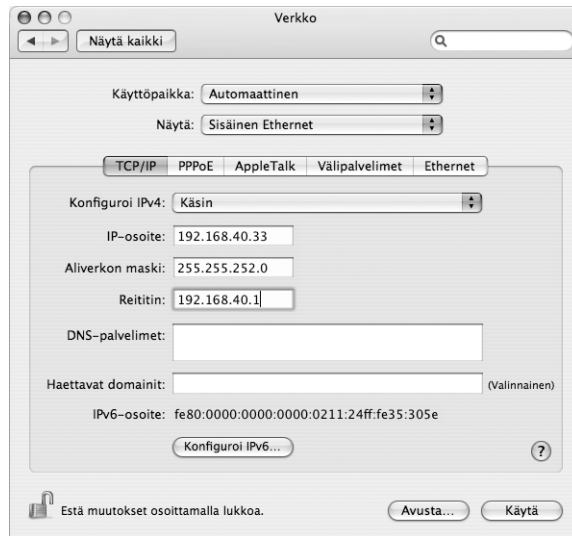 Verkko
Näytä kaikki
Käyttöpaikka: Automaattinen
Näytä: Sisäinen Ethernet
TCP/IP PPPoE AppleTalk Välipalvelimet Ethernet
Konfiguroi IPv4: Käsin
IP-osoite: 192.168.40.33
Aliverkon maski: 255.255.252.0
Reititin: 192.168.40.1
DNS-palvelimet:
Haettavat domainit: (Valinnainen)
IPv6-osoite: fe80:0000:0000:0000:0211:24ff:fe35:305e
Konfiguroi IPv6...
?
Estä muutokset osoittamalla lukkoa. Avusta... Käytä